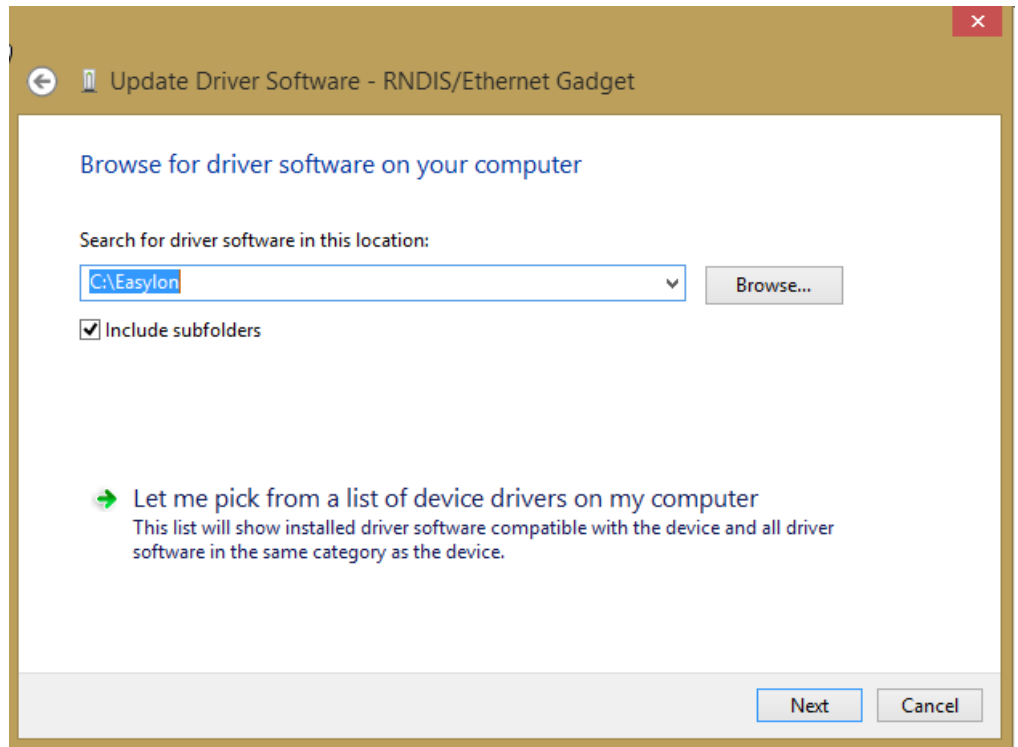 Update Driver Software - RNDIS/Ethernet Gadget
Browse for driver software on your computer
Search for driver software in this location:
C:\Easylon
Browse...
Include subfolders
Let me pick from a list of device drivers on my computer
This list will show installed driver software compatible with the device and all driver
software in the same category as the device.
Next
Cancel